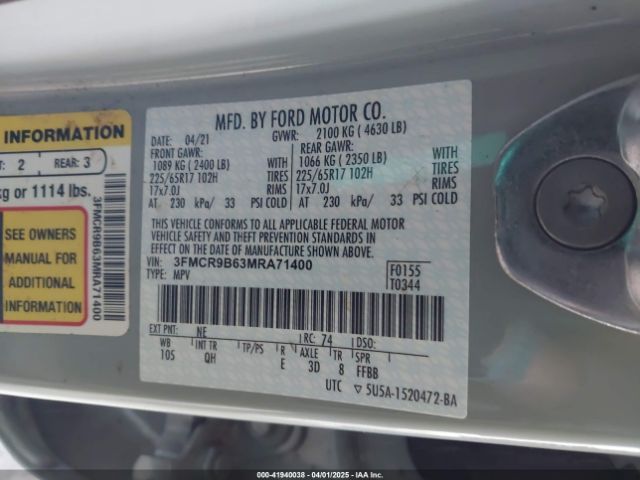 INFORMATION
2
REAR: 3
kg or 1114 lbs.
SEE OWNERS
MANUAL FOR
ADDITIONAL
INFORMATION
3FMCR9B63MRA71400
MFD. BY FORD MOTOR CO.
DATE: 04/21
GVWR: 2100 KG ( 4630 LB)
FRONT GAWR:
REAR GAWR:
1089 KG ( 2400 LB) WITH
1066 KG ( 2350 LB) WITH
225/65R17 102H TIRES
225/65R17 102H TIRES
17x7.0J RIMS
17x7.0J RIMS
AT 230 kPa/ 33 PSI COLD
AT 230 kPa/ 33 PSI COLD
THIS VEHICLE CONFORMS TO ALL APPLICABLE FEDERAL MOTOR
VEHICLE SAFETY AND THEFT PREVENTION STANDARDS IN
EFFECT ON THE DATE OF MANUFACTURE SHOWN ABOVE.
VIN: 3FMCR9B63MRA71400
TYPE: MPV
F0155
T0344
EXT PNT: NE RC: 74 DSO:
WB INT TR TP/PS R AXLE TR SPR
105 QH E 3D 8 FFBB
UTC ▽ 5U5A-1520472-BA
000-41940038 - 04/01/2025 - IAA, Inc.